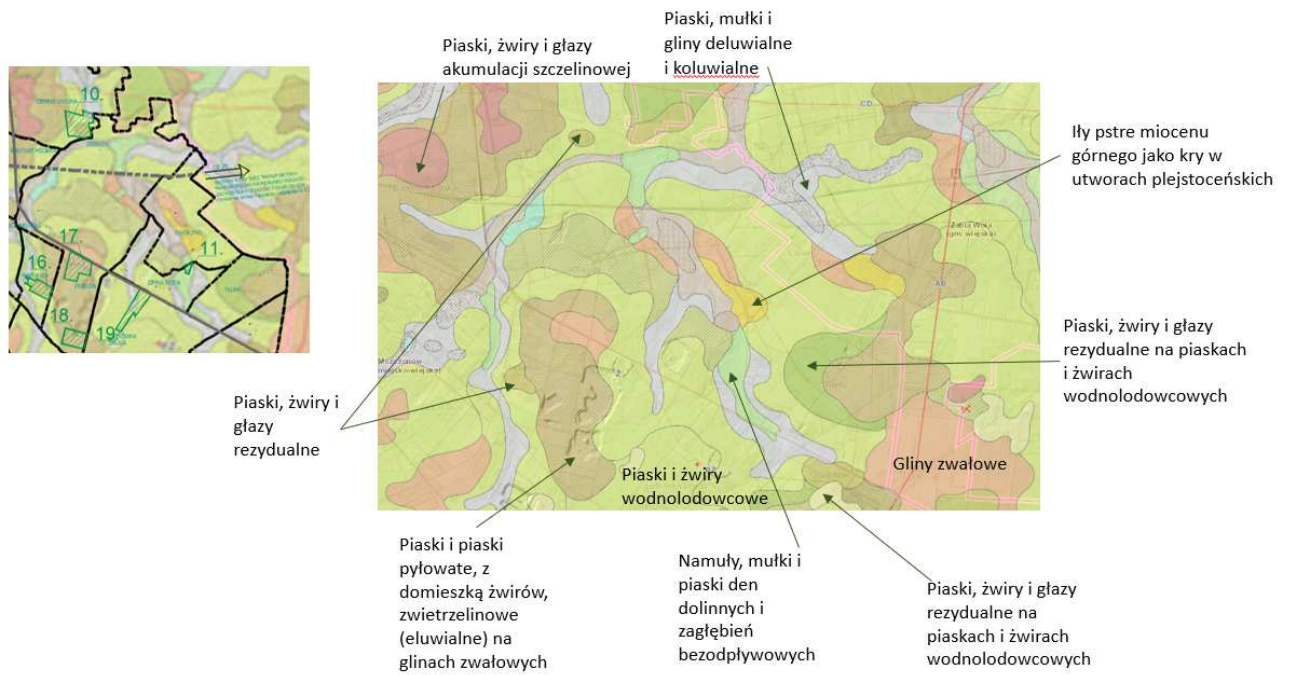 Piaski, żwiry i głazy
akumulacji szczelinowej
Piaski, mułki i
gliny deluwialne
i koluwialne
Iły pstre miocenu
górnego jako kry w
utworach plejstoceńskich
10.
17.
16.
11.
18.
19.
CD
Piaski, żwiry i głazy
rezydualne na piaskach
i żwirach
wodnolodowcowych
Piaski, żwiry i
głazy
rezydualne
Gliny zwałowe
Piaski i żwiry
wodnolodowcowe
Piaski i piaski
pyłowate, z
domieszką żwirów,
zwietrzelinowe
(eluwialne) na
glinach zwałowych
Namuły, mułki i
piaski den
dolinnych i
zagłębień
bezodpływowych
Piaski, żwiry i głazy
rezydualne na
piaskach i żwirach
wodnolodowcowych